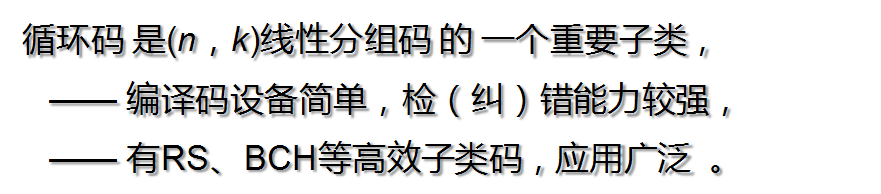 循环码 是(n，k)线性分组码 的 一个重要子类，
—— 编译码设备简单，检（纠）错能力较强，
—— 有RS、BCH等高效子类码，应用广泛 。